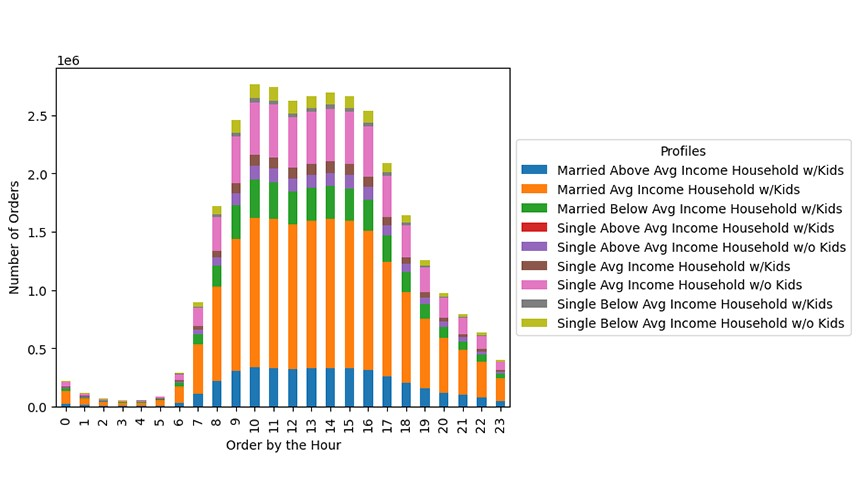 1e6
2.5
2.0
1.5
1.0
0.5
0.0
Number of Orders
0 1 2 3 4 5 6 7 8 9 10 11 12 13 14 15 16 17 18 19 20 21 22 23
Order by the Hour
Profiles
Married Above Avg Income Household w/Kids
Married Avg Income Household w/Kids
Married Below Avg Income Household w/Kids
Single Above Avg Income Household w/Kids
Single Above Avg Income Household w/o Kids
Single Avg Income Household w/Kids
Single Avg Income Household w/o Kids
Single Below Avg Income Household w/Kids
Single Below Avg Income Household w/o Kids